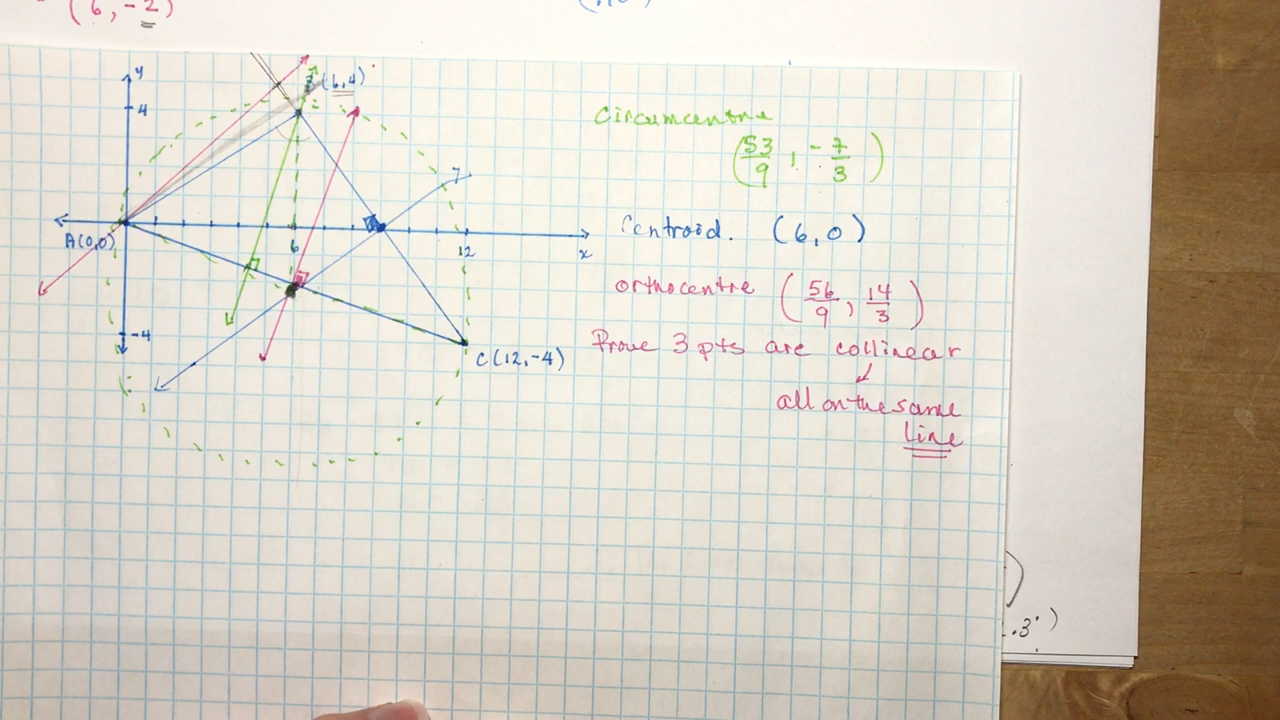 (6, -2)
y
(6,4)
4
Circumcentre
(53/9, -7/3)
A(0,0)
6
12
x
Centroid. (6,0)
orthocentre (56/9, 14/3)
-4
C(12,-4)
Prove 3 pts are collinear
all on the same
line
.3)